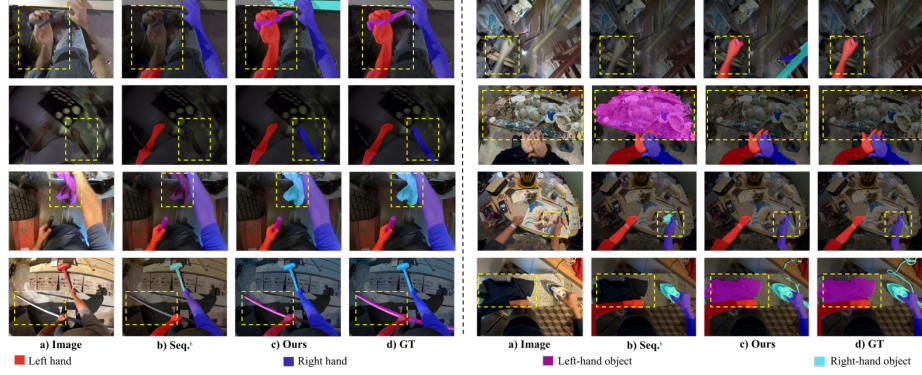 a) Image b) Seq.ᵇ c) Ours d) GT a) Image b) Seq.ᵇ c) Ours d) GT
Left hand Right hand Left-hand object Right-hand object